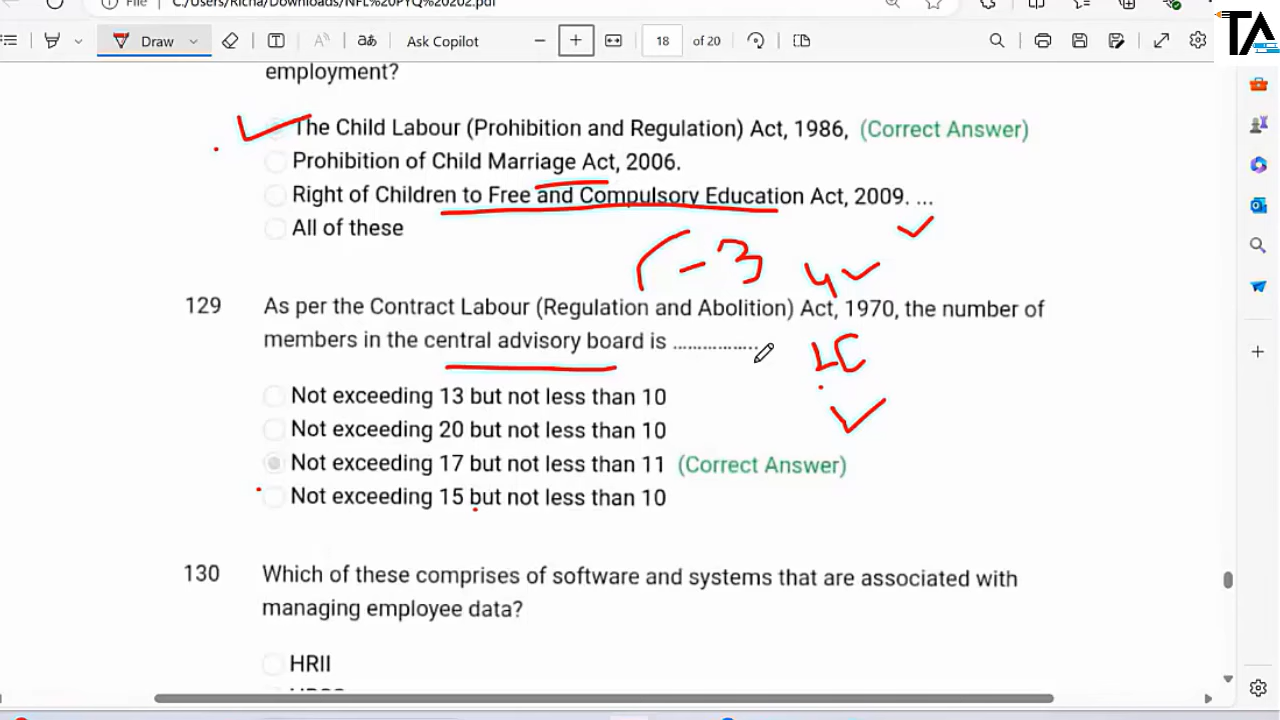 File C:/Users/Richa/Downloads/NFL%20PYQ%202.pdf
Draw
Ask Copilot
18 of 20
TA
employment?
The Child Labour (Prohibition and Regulation) Act, 1986, (Correct Answer)
Prohibition of Child Marriage Act, 2006.
Right of Children to Free and Compulsory Education Act, 2009. ...
All of these
- 3
4
129 As per the Contract Labour (Regulation and Abolition) Act, 1970, the number of
members in the central advisory board is ..................
Not exceeding 13 but not less than 10
Not exceeding 20 but not less than 10
Not exceeding 17 but not less than 11 (Correct Answer)
Not exceeding 15 but not less than 10
130 Which of these comprises of software and systems that are associated with
managing employee data?
HRII